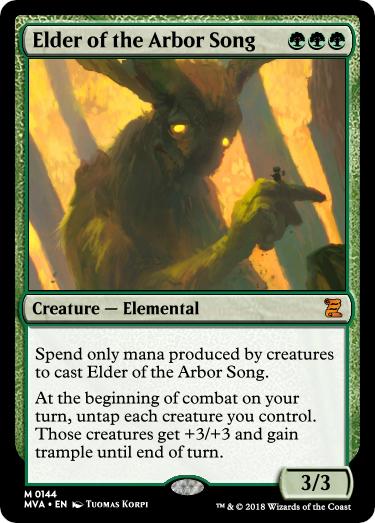 Elder of the Arbor Song
Creature — Elemental
Spend only mana produced by creatures
to cast Elder of the Arbor Song.
At the beginning of combat on your
turn, untap each creature you control.
Those creatures get +3/+3 and gain
trample until end of turn.
3/3
M 0144
MVA • EN Tuomas Korpi
™ & © 2018 Wizards of the Coast